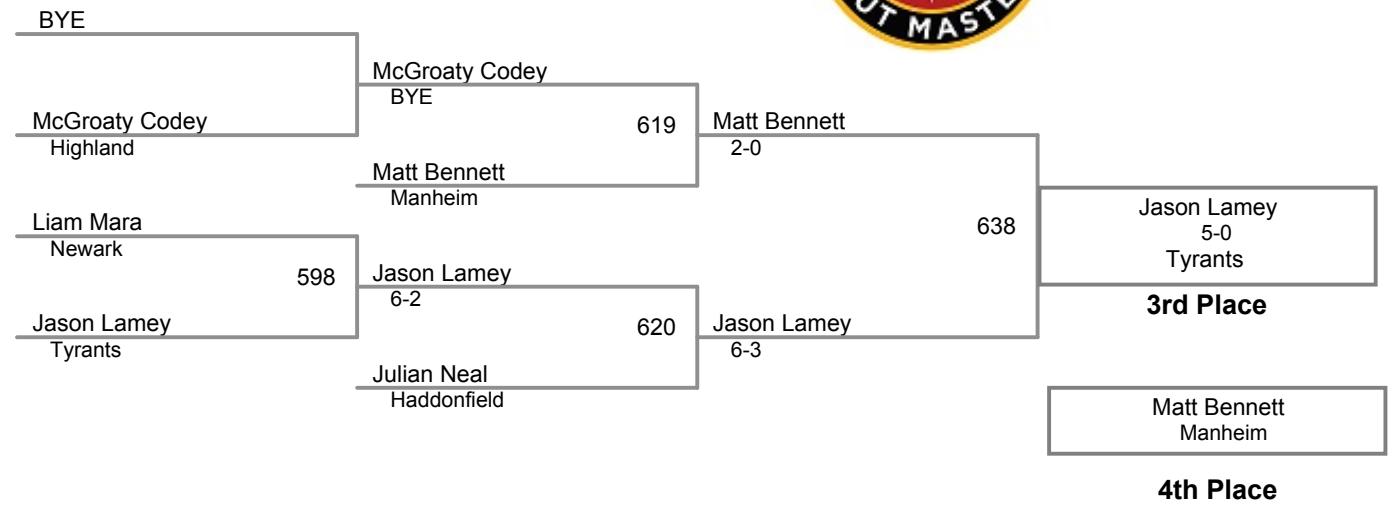 UT MASTE
BYE
McGroaty Codey
BYE
McGroaty Codey
Highland
619
Matt Bennett
2-0
Matt Bennett
Manheim
Liam Mara
Newark
598
Jason Lamey
6-2
Jason Lamey
Tyrants
620
Jason Lamey
6-3
Julian Neal
Haddonfield
638
Jason Lamey
5-0
Tyrants
3rd Place
Matt Bennett
Manheim
4th Place